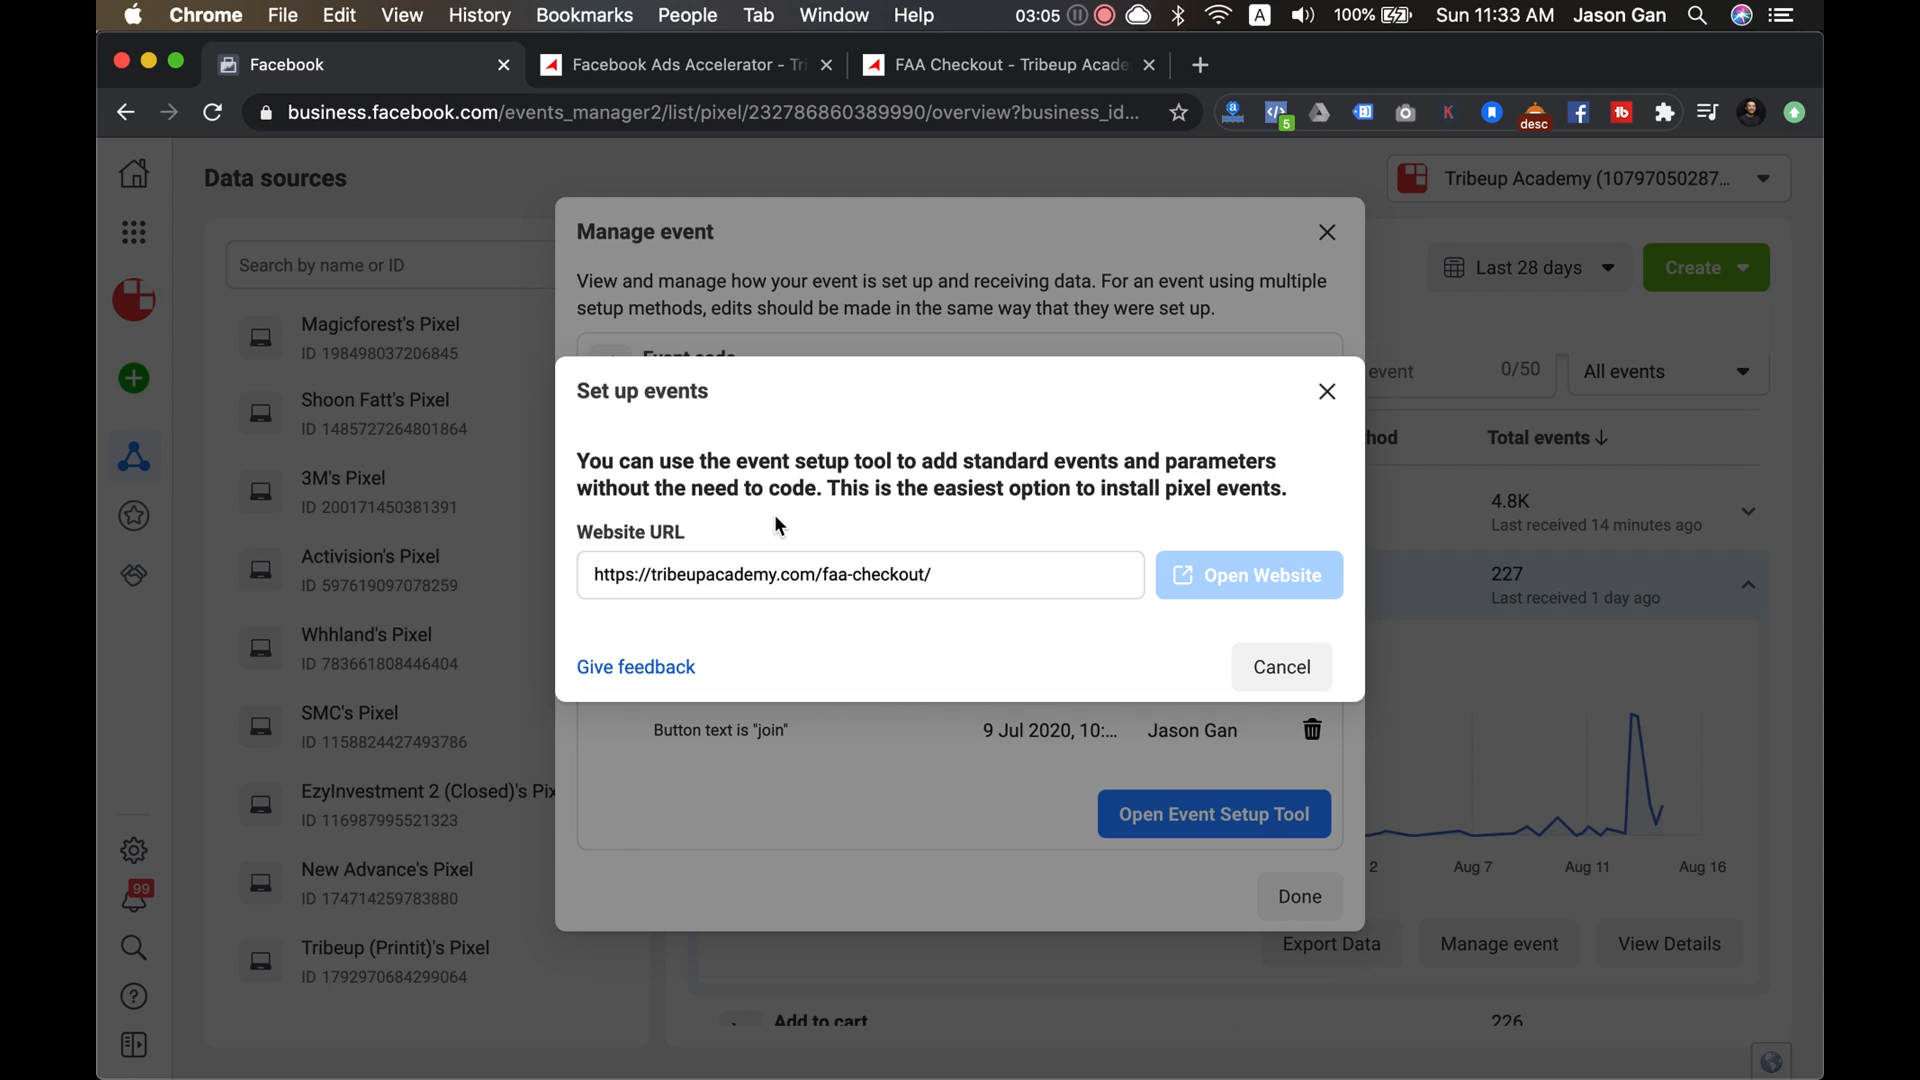 Chrome File Edit View History Bookmarks People Tab Window Help 03:05 A 100% Sun 11:33 AM Jason Gan
Facebook Facebook Ads Accelerator - Tri FAA Checkout - Tribeup Acade
business.facebook.com/events_manager2/list/pixel/232786860389990/overview?business_id... 5 K desc
Data sources
Tribeup Academy (10797050287...
Search by name or ID
Magicforest's Pixel
ID 198498037206845
Shoon Fatt's Pixel
ID 1485727264801864
3M's Pixel
ID 200171450381391
Activision's Pixel
ID 597619097078259
Whhland's Pixel
ID 783661808446404
SMC's Pixel
ID 1158824427493786
EzyInvestment 2 (Closed)'s Pix
ID 116987995521323
New Advance's Pixel
ID 174714259783880
Tribeup (Printit)'s Pixel
ID 1792970684299064
99
Manage event
View and manage how your event is set up and receiving data. For an event using multiple
setup methods, edits should be made in the same way that they were set up.
Event code
Set up events
You can use the event setup tool to add standard events and parameters
without the need to code. This is the easiest option to install pixel events.
Website URL
https://tribeupacademy.com/faa-checkout/ Open Website
Give feedback Cancel
Button text is "join" 9 Jul 2020, 10:... Jason Gan
Open Event Setup Tool
Done
Last 28 days Create
event 0/50 All events
hod Total events
4.8K
Last received 14 minutes ago
227
Last received 1 day ago
2 Aug 7 Aug 11 Aug 16
Export Data Manage event View Details
Add to cart 226